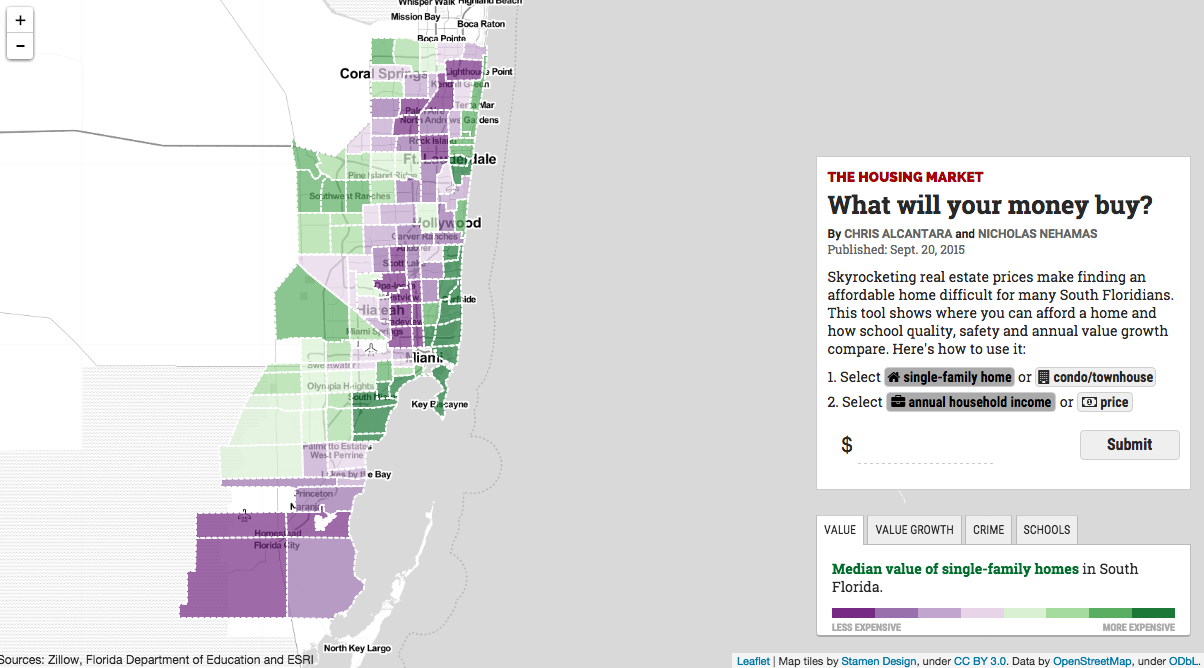 +
−
Whisper Walk
Highland Beach
Mission Bay
Boca Raton
Boca Pointe
Coral Springs
Lighthouse Point
Kendall Green
Terra Mar
Palm Aire
North Andrews Gardens
Rock Island
Ft. Lauderdale
Pine Island Ridge
Southwest Ranches
Hollywood
Carver Ranches
Andover
Scott Lake
Opa-locka
Westview
Surfside
Hialeah
Gladeview
Miami Springs
Miami
Sweetwater
Olympia Heights
Key Biscayne
Palmetto Estates
West Perrine
Lakes by the Bay
Princeton
Naranja
Homestead
Florida City
North Key Largo
Sources: Zillow, Florida Department of Education and ESRI
THE HOUSING MARKET
What will your money buy?
By CHRIS ALCANTARA and NICHOLAS NEHAMAS
Published: Sept. 20, 2015
Skyrocketing real estate prices make finding an
affordable home difficult for many South Floridians.
This tool shows where you can afford a home and
how school quality, safety and annual value growth
compare. Here's how to use it:
1. Select single-family home or condo/townhouse
2. Select annual household income or price
$
Submit
VALUE VALUE GROWTH CRIME SCHOOLS
Median value of single-family homes in South
Florida.
LESS EXPENSIVE MORE EXPENSIVE
Leaflet | Map tiles by Stamen Design, under CC BY 3.0. Data by OpenStreetMap, under ODbL.